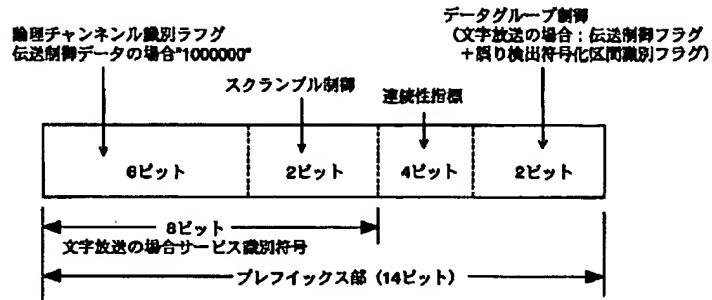 論理チャンネンル識別ラフグ
伝送制御データの場合"1000000"
データグループ制御
(文字放送の場合:伝送制御フラグ
+誤り検出符号化区間識別フラグ)
スクランブル制御
連続性指標
6ビット
2ビット
4ビット
2ビット
8ビット
文字放送の場合サービス識別符号
プレフイックス部(14ビット)